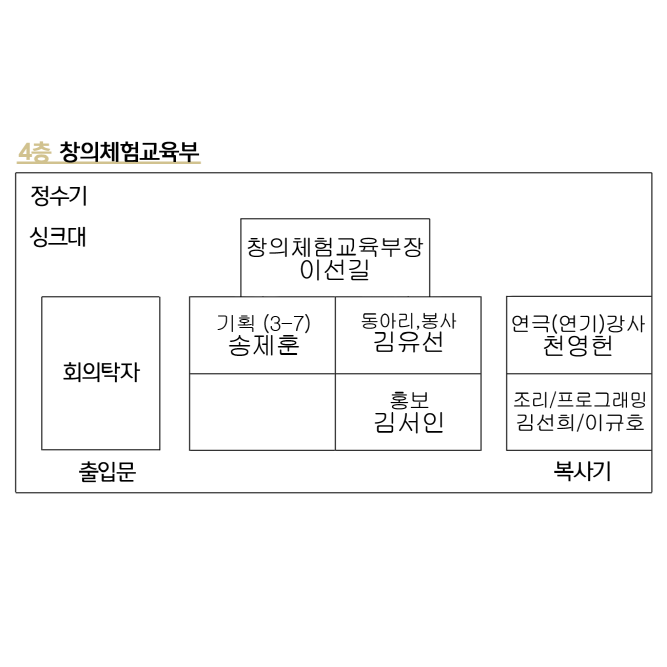 4층 창의체험교육부
정수기
싱크대
창의체험교육부장
이선길
기획 (3-7)
송제훈
동아리,봉사
김유선
연극(연기)강사
천영헌
회의탁자
홍보
김서인
조리/프로그래밍
김선희/이규호
출입문
복사기